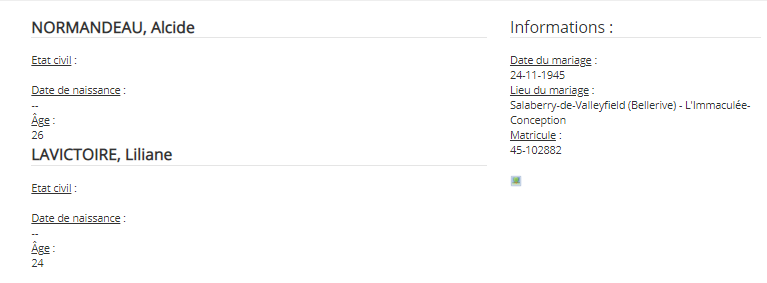 NORMANDEAU, Alcide
Etat civil :
Date de naissance :
--
Âge :
26
LAVICTOIRE, Liliane
Etat civil :
Date de naissance :
--
Âge :
24
Informations :
Date du mariage :
24-11-1945
Lieu du mariage :
Salaberry-de-Valleyfield (Bellerive) - L'Immaculée-
Conception
Matricule :
45-102882